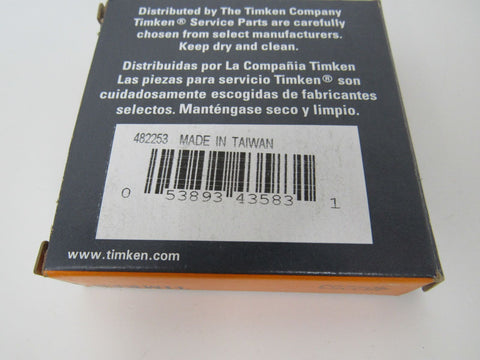 Distributed by The Timken Company
Timken® Service Parts are carefully
chosen from select manufacturers.
Keep dry and clean.
Distribuidas por La Compañia Timken
Las piezas para servicio Timken® son
cuidadosamente escogidas de fabricantes
selectos. Manténgase seco y limpio.
482253 MADE IN TAIWAN
0 53893 43583 1
www.timken.com